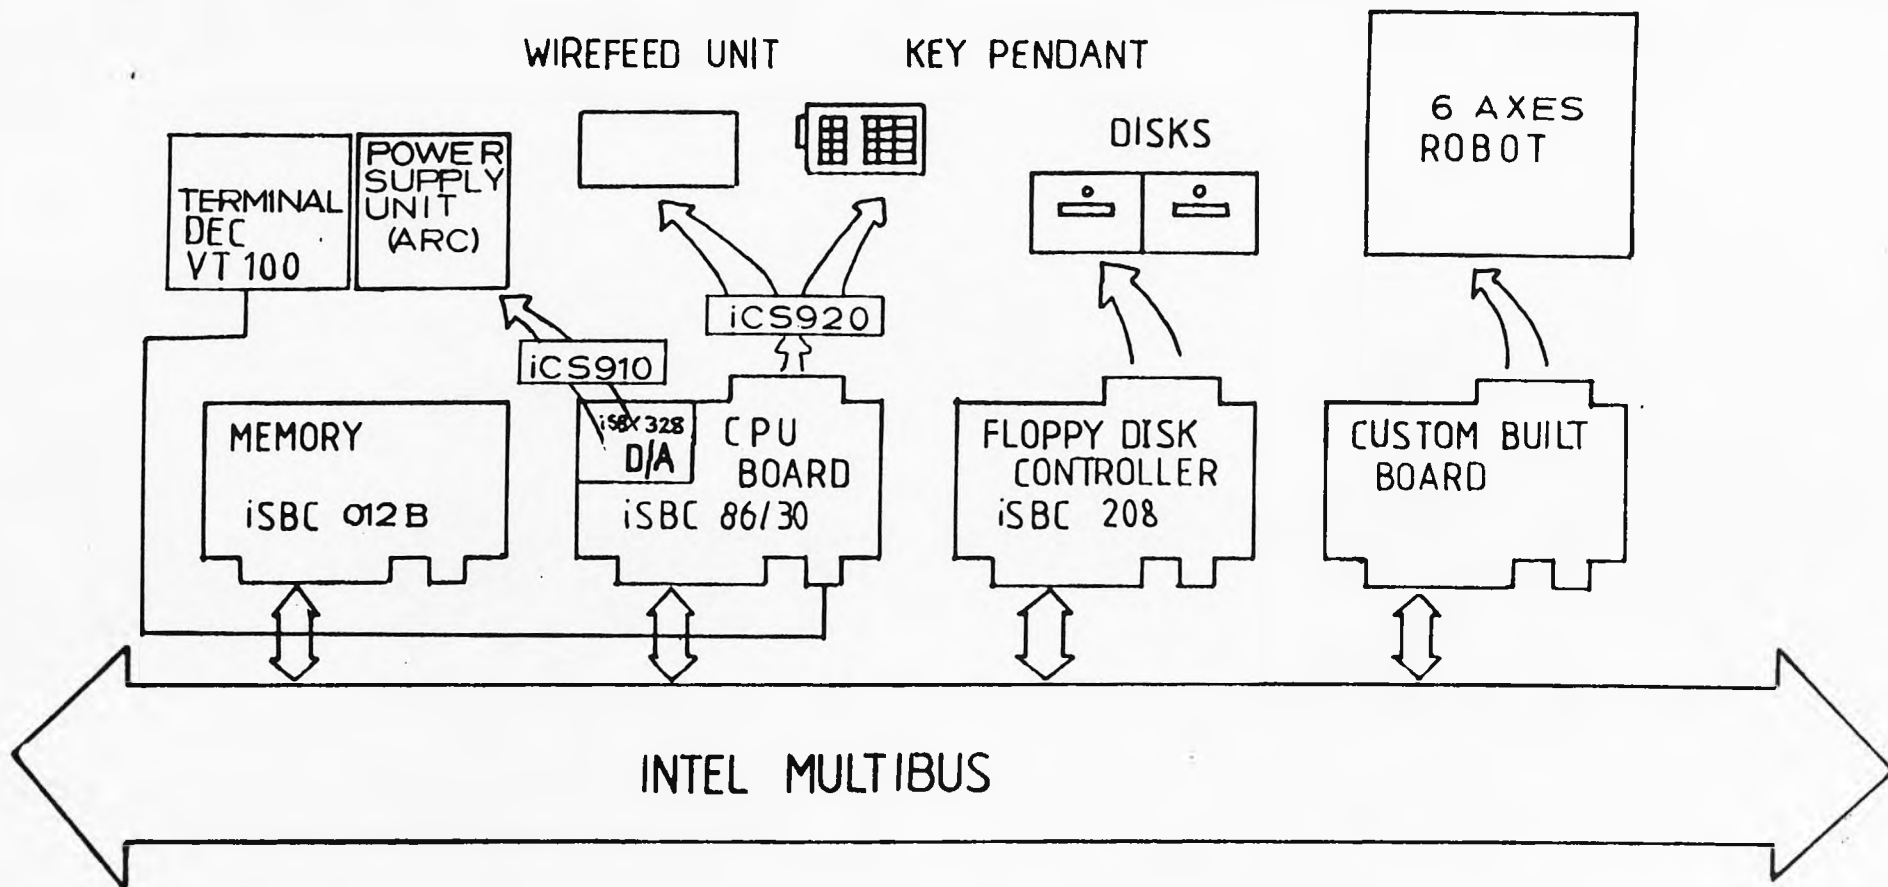 WIREFEED UNIT
KEY PENDANT
TERMINAL
DEC
VT 100
POWER
SUPPLY
UNIT
(ARC)
DISKS
6 AXES
ROBOT
iCS920
iCS910
MEMORY
iSBC 012B
iSBX 328
D/A
CPU
BOARD
iSBC 86/30
FLOPPY DISK
CONTROLLER
iSBC 208
CUSTOM BUILT
BOARD
INTEL MULTIBUS